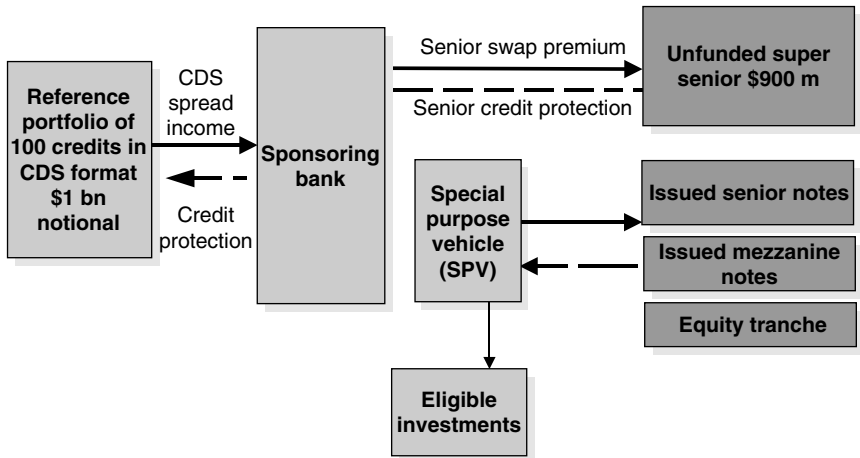 Reference
portfolio of
100 credits in
CDS format
$1 bn
notional
CDS
spread
income
Credit
protection
Sponsoring
bank
Senior swap premium
Senior credit protection
Unfunded super
senior $900 m
Special
purpose
vehicle
(SPV)
Issued senior notes
Issued mezzanine
notes
Equity tranche
Eligible
investments